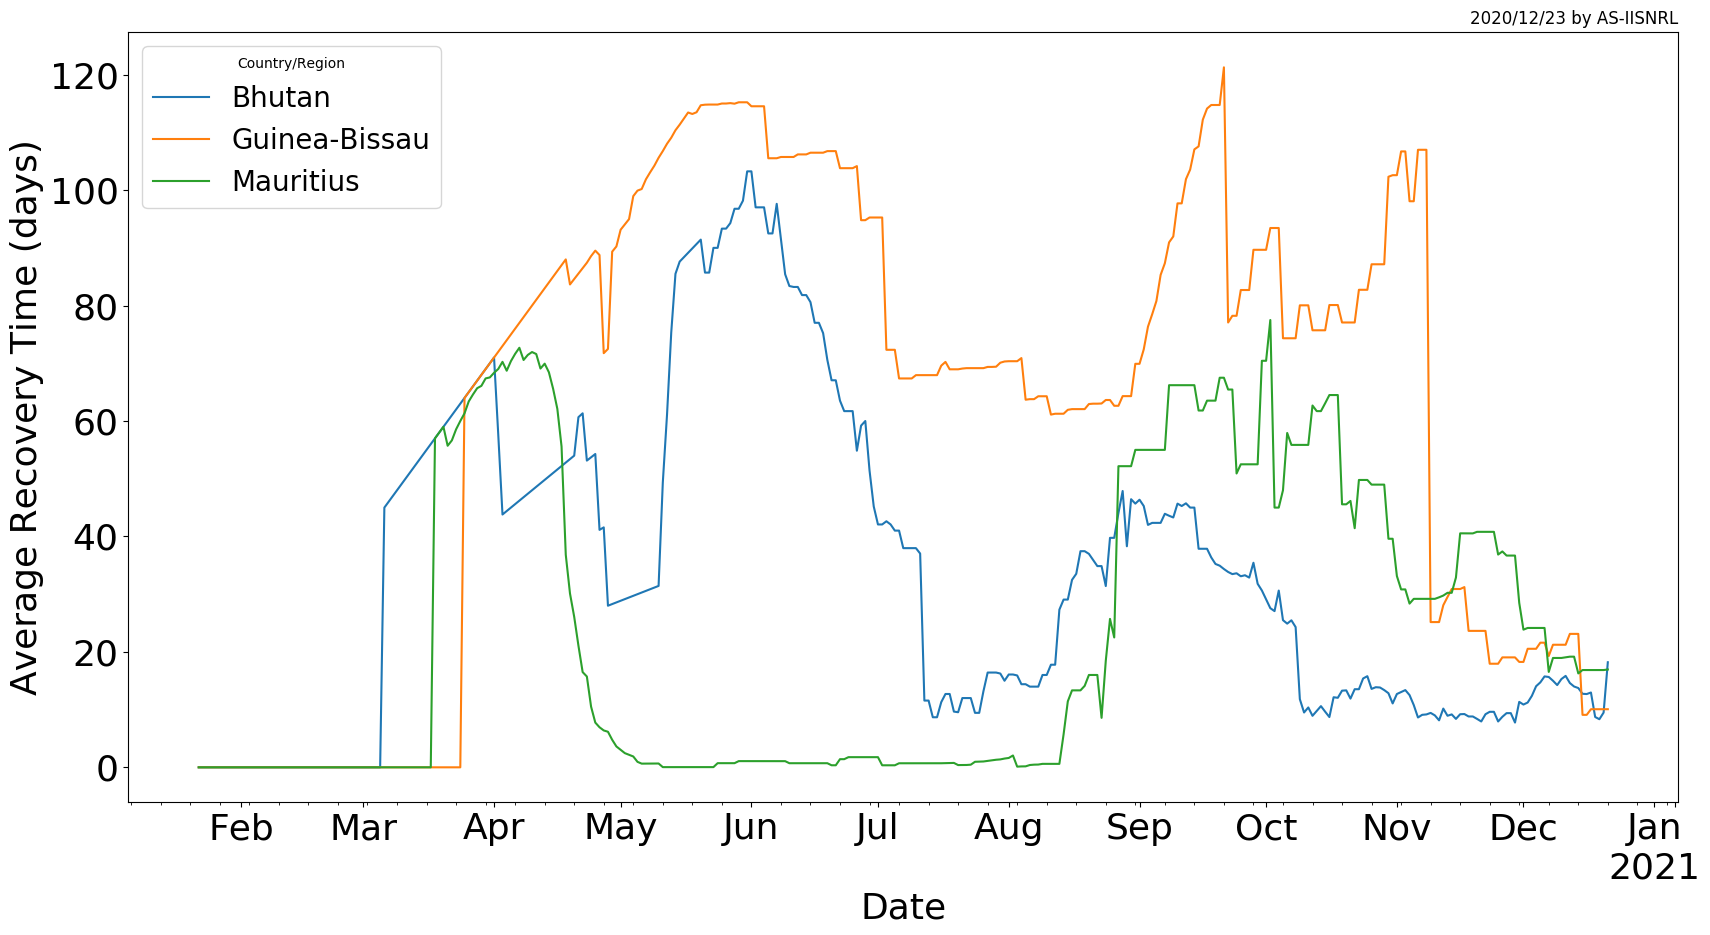 2020/12/23 by AS-IISNRL
Country/Region
Bhutan
Guinea-Bissau
Mauritius
Average Recovery Time (days)
120
100
80
60
40
20
0
Feb Mar Apr May Jun Jul Aug Sep Oct Nov Dec Jan
2021
Date